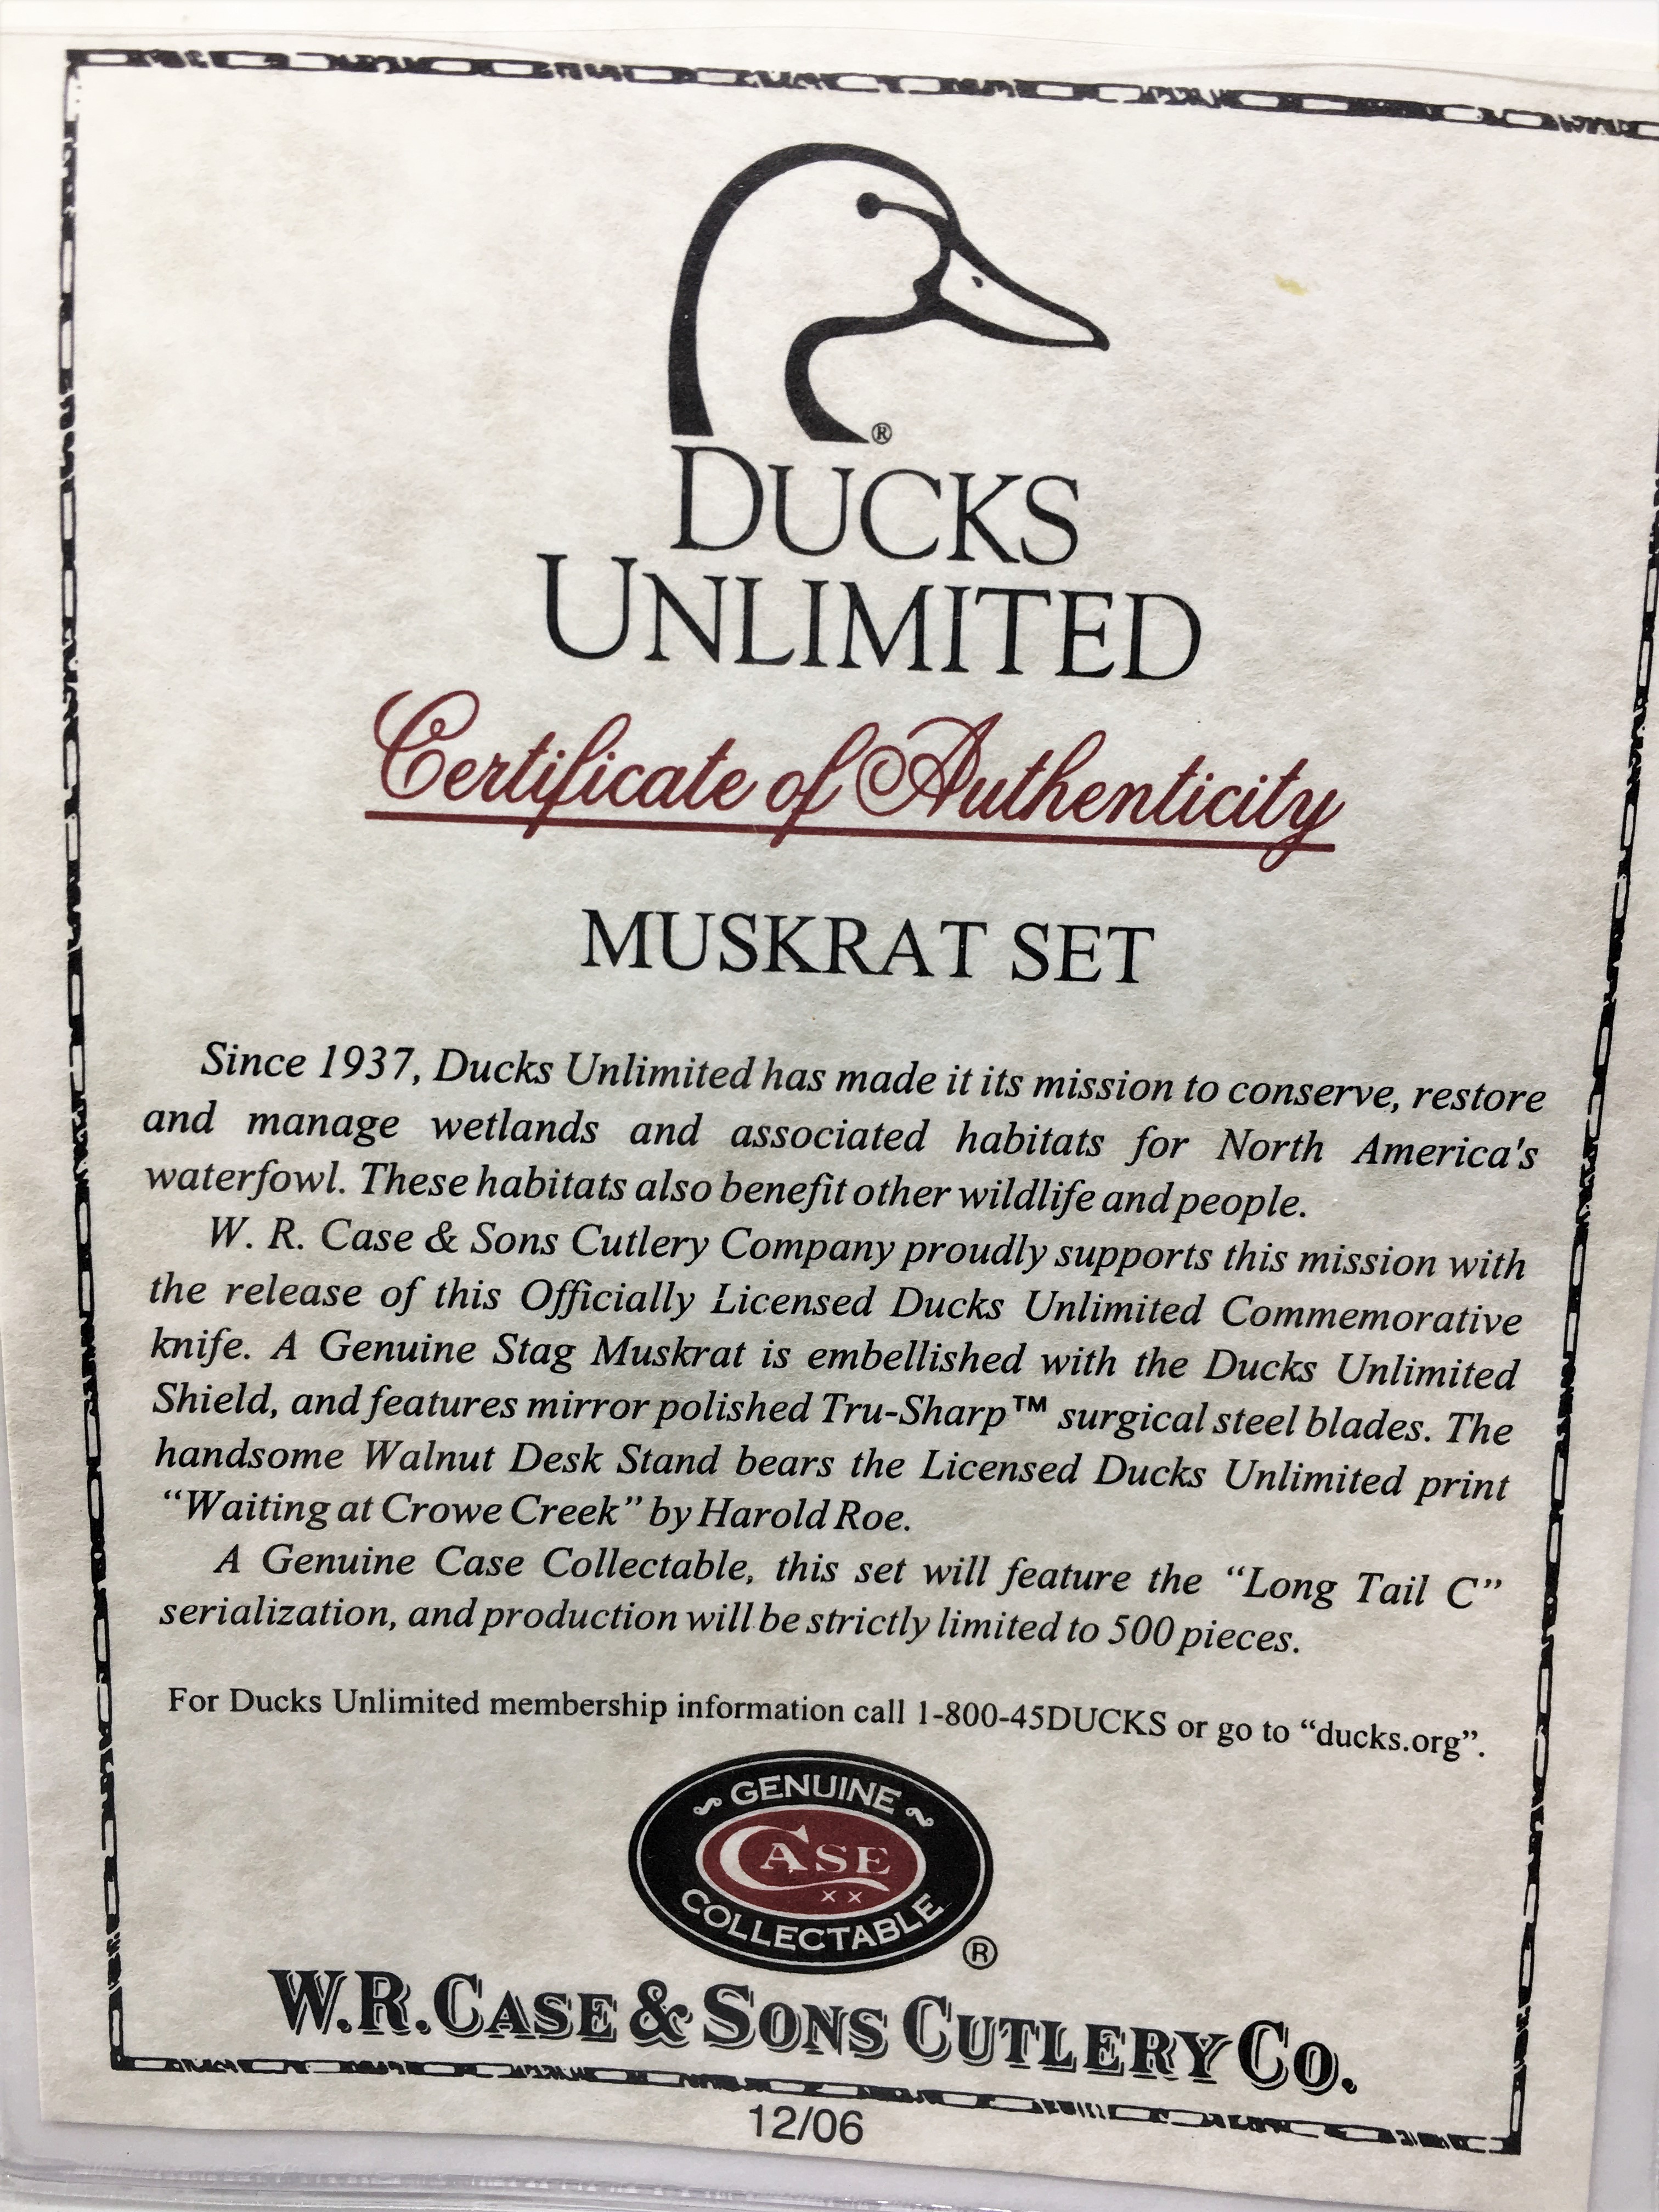 ®
DUCKS
UNLIMITED
Certificate of Authenticity
MUSKRAT SET
Since 1937, Ducks Unlimited has made it its mission to conserve, restore
and manage wetlands and associated habitats for North America's
waterfowl. These habitats also benefit other wildlife and people.
W. R. Case & Sons Cutlery Company proudly supports this mission with
the release of this Officially Licensed Ducks Unlimited Commemorative
knife. A Genuine Stag Muskrat is embellished with the Ducks Unlimited
Shield, and features mirror polished Tru-Sharp™ surgical steel blades. The
handsome Walnut Desk Stand bears the Licensed Ducks Unlimited print
“Waiting at Crowe Creek” by Harold Roe.
A Genuine Case Collectable, this set will feature the “Long Tail C”
serialization, and production will be strictly limited to 500 pieces.
For Ducks Unlimited membership information call 1-800-45DUCKS or go to “ducks.org”.
GENUINE
CASE
XX
COLLECTABLE
®
W.R. CASE & SONS CUTLERY CO.
12/06